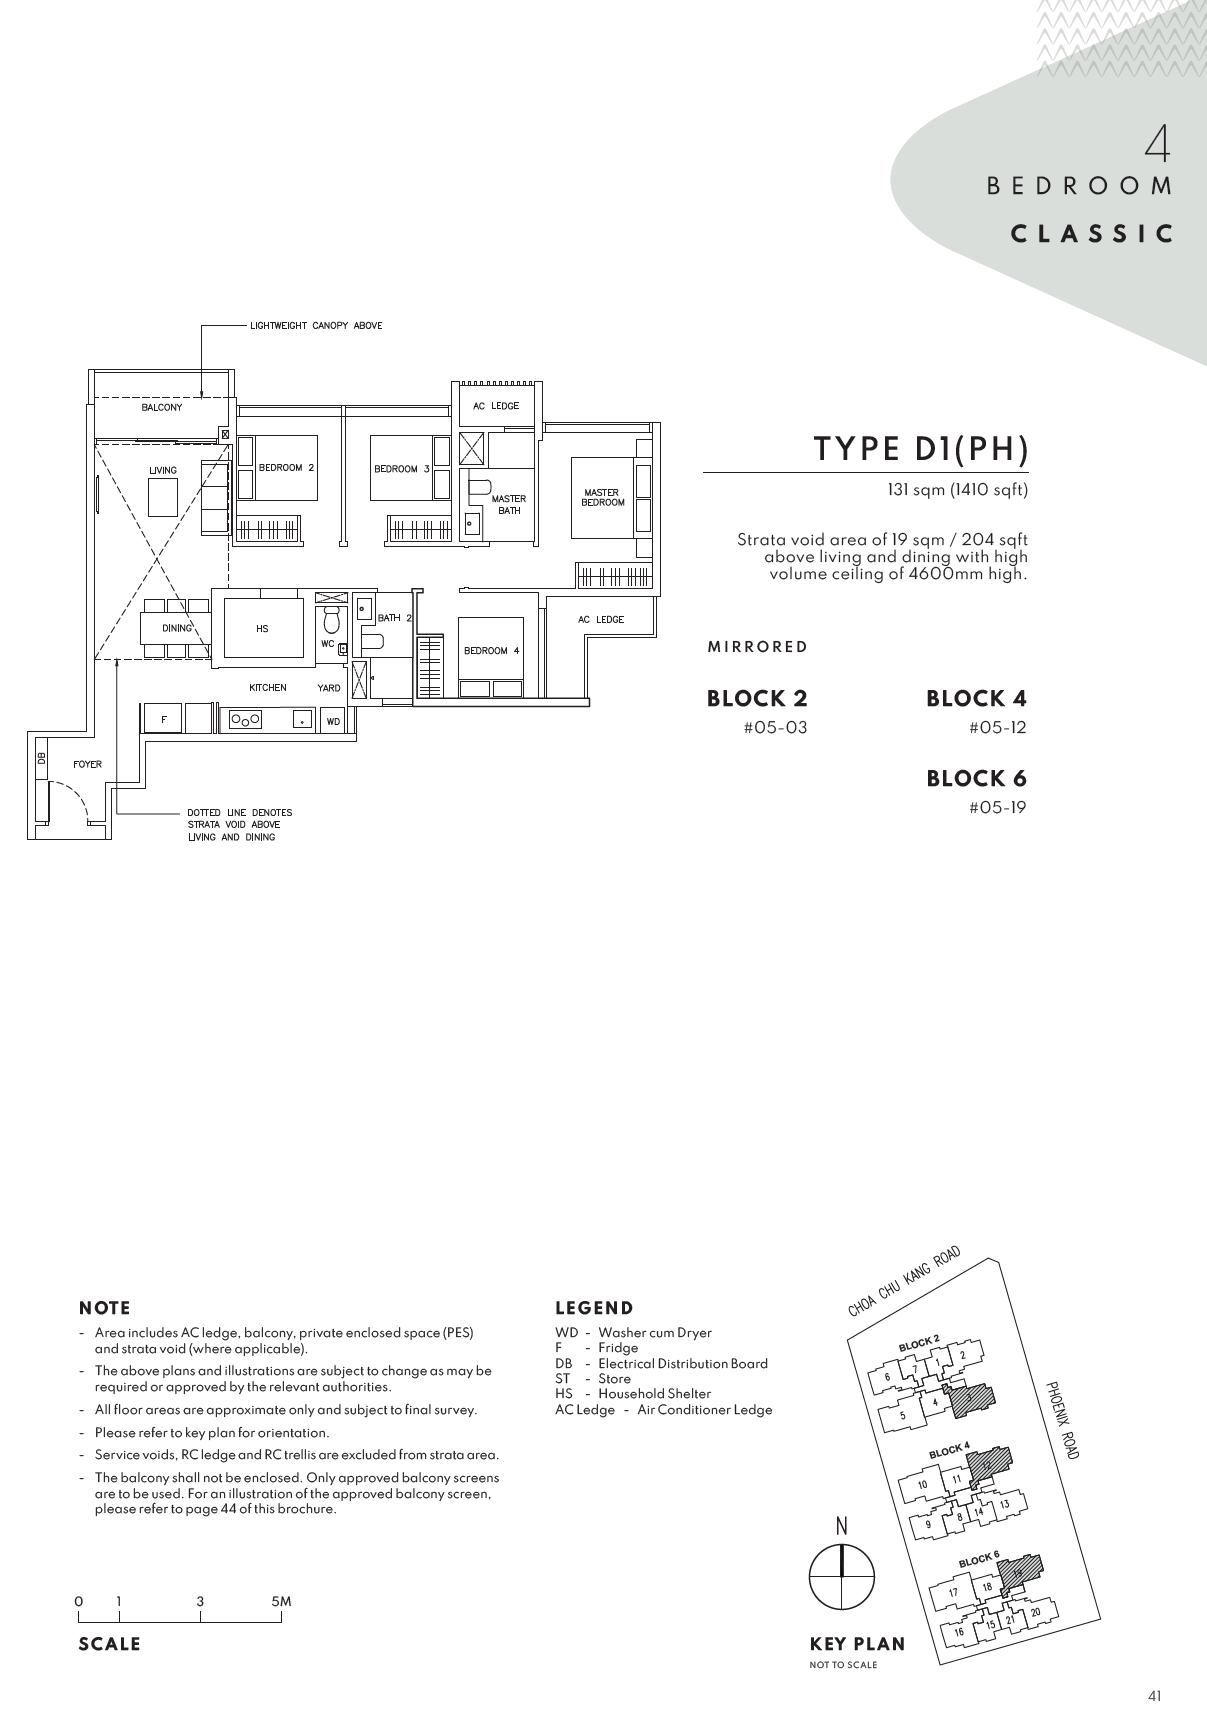 4
BEDROOM
CLASSIC
LIGHTWEIGHT CANOPY ABOVE
BALCONY
AC LEDGE
LIVING
BEDROOM 2
BEDROOM 3
MASTER
BATH
MASTER
BEDROOM
DINING
HS
WC
BATH 2
BEDROOM 4
AC LEDGE
KITCHEN
YARD
F
WD
DB
FOYER
DOTTED LINE DENOTES
STRATA VOID ABOVE
LIVING AND DINING
TYPE D1(PH)
131 sqm (1410 sqft)
Strata void area of 19 sqm / 204 sqft
above living and dining with high
volume ceiling of 4600mm high.
MIRRORED
BLOCK 2
#05-03
BLOCK 4
#05-12
BLOCK 6
#05-19
NOTE
- Area includes AC ledge, balcony, private enclosed space (PES)
and strata void (where applicable).
- The above plans and illustrations are subject to change as may be
required or approved by the relevant authorities.
- All floor areas are approximate only and subject to final survey.
- Please refer to key plan for orientation.
- Service voids, RC ledge and RC trellis are excluded from strata area.
- The balcony shall not be enclosed. Only approved balcony screens
are to be used. For an illustration of the approved balcony screen,
please refer to page 44 of this brochure.
LEGEND
WD - Washer cum Dryer
F - Fridge
DB - Electrical Distribution Board
ST - Store
HS - Household Shelter
AC Ledge - Air Conditioner Ledge
0 1 3 5M
SCALE
CHOA CHU KANG ROAD
PHOENIX ROAD
BLOCK 2
6
7
1
2
5
4
3
BLOCK 4
10
11
12
9
8
14
13
BLOCK 6
17
18
19
16
15
21
20
N
KEY PLAN
NOT TO SCALE
41